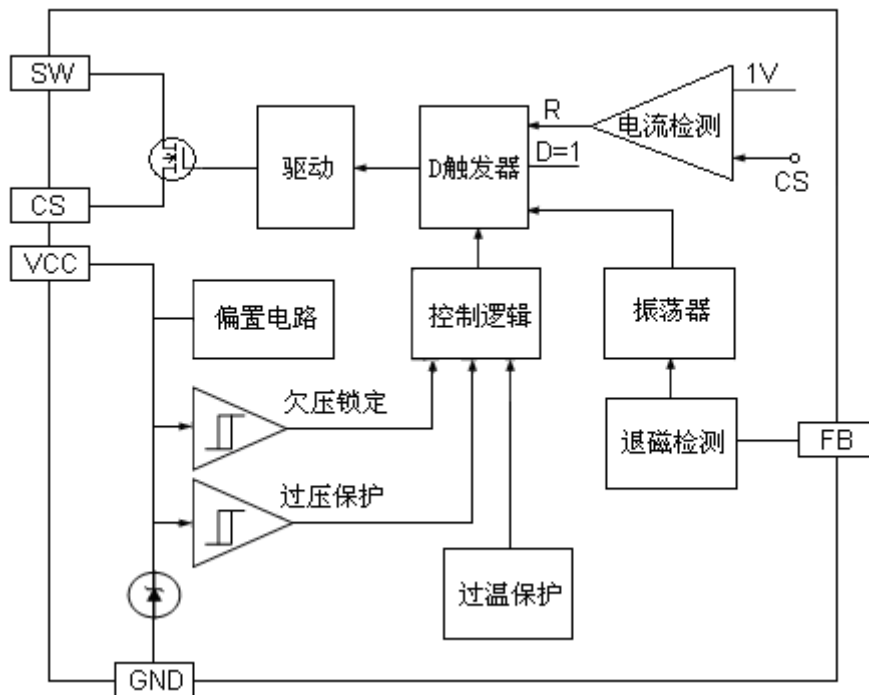 SW
1V
R
电流检测
驱动
D触发器
D=1
CS
CS
VCC
偏置电路
控制逻辑
振荡器
欠压锁定
退磁检测
FB
过压保护
过温保护
GND